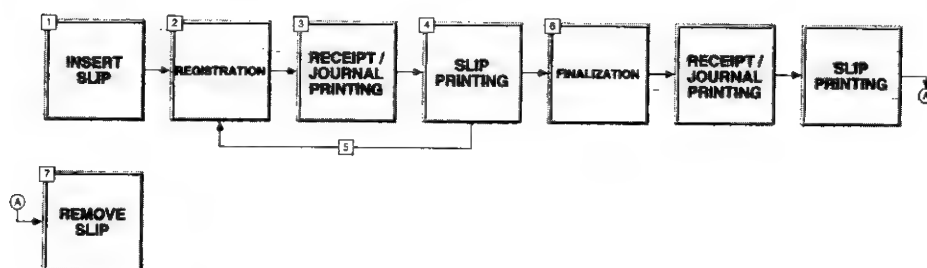 1
INSERT
SLIP
2
REGISTRATION
3
RECEIPT /
JOURNAL
PRINTING
4
SLIP
PRINTING
6
FINALIZATION
RECEIPT /
JOURNAL
PRINTING
SLIP
PRINTING
A
5
7
A
REMOVE
SLIP